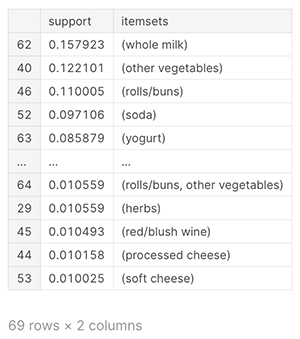 support itemsets
62 0.157923 (whole milk)
40 0.122101 (other vegetables)
46 0.110005 (rolls/buns)
52 0.097106 (soda)
63 0.085879 (yogurt)
... ... ...
64 0.010559 (rolls/buns, other vegetables)
29 0.010559 (herbs)
45 0.010493 (red/blush wine)
44 0.010158 (processed cheese)
53 0.010025 (soft cheese)
69 rows × 2 columns